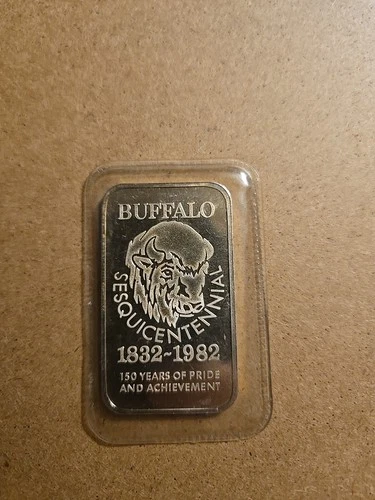 BUFFALO
SESQUICENTENNIAL
1832~1982
150 YEARS OF PRIDE
AND ACHIEVEMENT